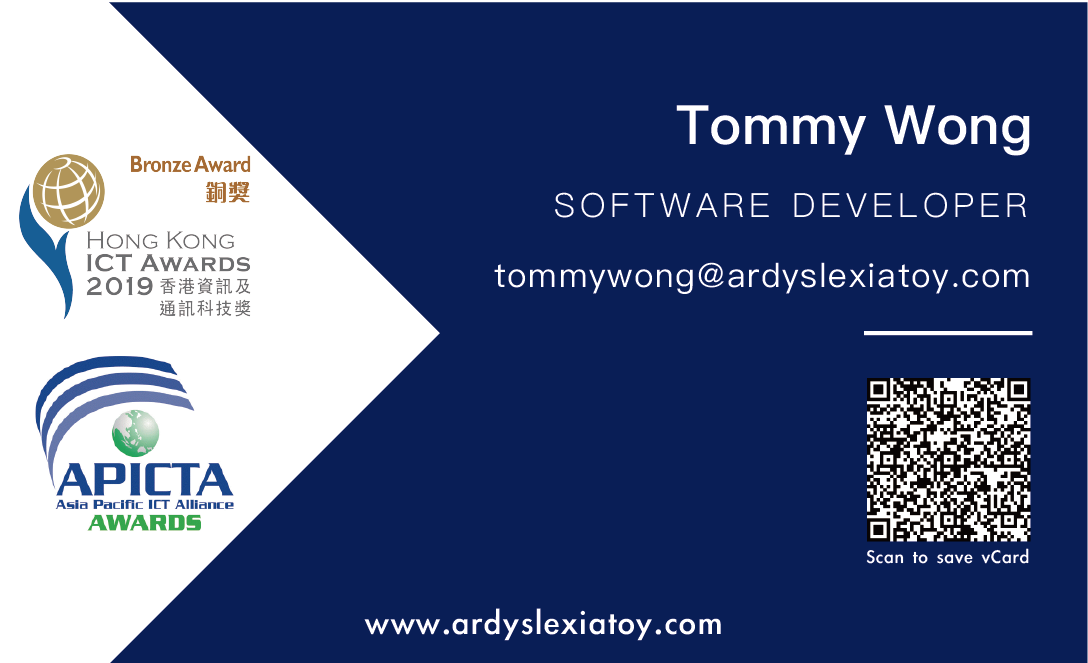 Bronze Award
銅獎
HONG KONG
ICT AWARDS
2019 香港資訊及
通訊科技獎
APICTA
Asia Pacific ICT Alliance
AWARDS
Tommy Wong
SOFTWARE DEVELOPER
tommywong@ardyslexiatoy.com
Scan to save vCard
www.ardyslexiatoy.com